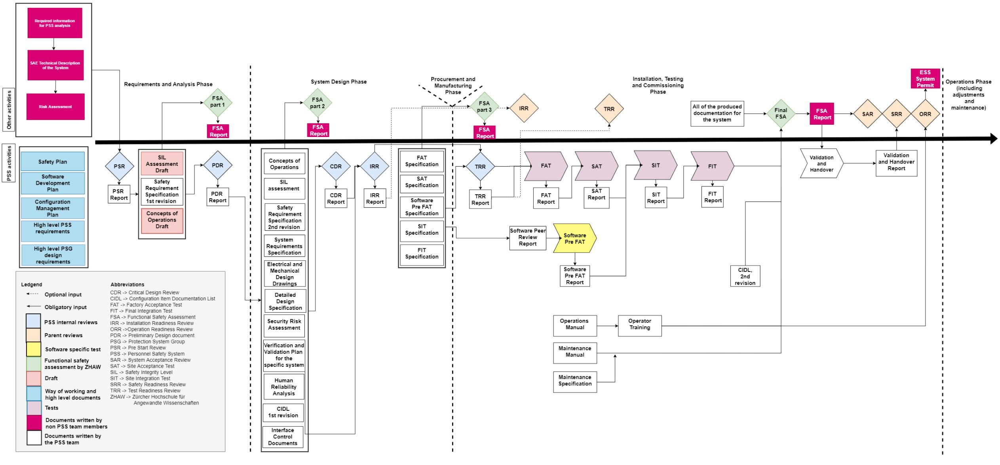 Required information
for PSS analysis
SAE Technical Description
of the System
Risk Assessment
Other activities
PSS activities
Requirements and Analysis Phase
System Design Phase
Procurement and
Manufacturing
Phase
Installation, Testing
and Commissioning
Phase
Operations Phase
(including
adjustments
and
maintenance)
FSA
part 1
FSA
Report
FSA
part 2
FSA
Report
FSA
part 3
FSA
Report
IRR
TRR
All of the produced
documentation for
the system
Final
FSA
FSA
Report
SAR
SRR
ORR
ESS
System
Permit
Safety Plan
Software
Development
Plan
Configuration
Management
Plan
High level PSS
requirements
High level PSG
design
requirements
PSR
PSR
Report
SIL
Assessment
Draft
Safety
Requirement
Specification
1st revision
Concepts of
Operations
Draft
PDR
PDR
Report
Concepts of
Operations
SIL
assessment
Safety
Requirement
Specification
2nd revision
System
Requirements
Specification
Electrical and
Mechanical
Design
Drawings
Detailed
Design
Specification
Security Risk
Assessment
Verification and
Validation Plan
for the
specific system
Human
Reliability
Analysis
CIDL
1st revision
Interface
Control
Documents
CDR
CDR
Report
IRR
IRR
Report
FAT
Specification
SAT
Specification
Software
Pre FAT
Specification
SIT
Specification
FIT
Specification
TRR
TRR
Report
FAT
FAT
Report
SAT
SAT
Report
SIT
SIT
Report
FIT
FIT
Report
Software Peer
Review
Report
Software
Pre FAT
Software
Pre FAT
Report
CIDL,
2nd
revision
Validation
and
Handover
Validation
and Handover
Report
Operations
Manual
Operator
Training
Maintenance
Manual
Maintenance
Specification
Ledgend
Optional input
Obligatory input
PSS internal reviews
Parent reviews
Software specific test
Functional safety
assessment by ZHAW
Draft
Way of working and
high level documents
Tests
Documents written by
non PSS team members
Documents written by
the PSS team
Abbreviations
CDR -> Critical Design Review
CIDL -> Configuration Item Documentation List
FAT -> Factory Acceptance Test
FIT -> Final Integration Test
FSA -> Functional Safety Assessment
IRR -> Installation Readiness Review
ORR ->Operation Readiness Review
PDR -> Preliminary Design document
PSG -> Protection System Group
PSR -> Pre Start Review
PSS -> Personnel Safety System
SAR -> System Acceptance Review
SAT -> Site Acceptance Test
SIL -> Safety Integrity Level
SIT -> Site Integration Test
SRR -> Safety Readiness Review
TRR -> Test Readiness Review
ZHAW -> Zürcher Hochschule für
Angewandte Wissenschaften